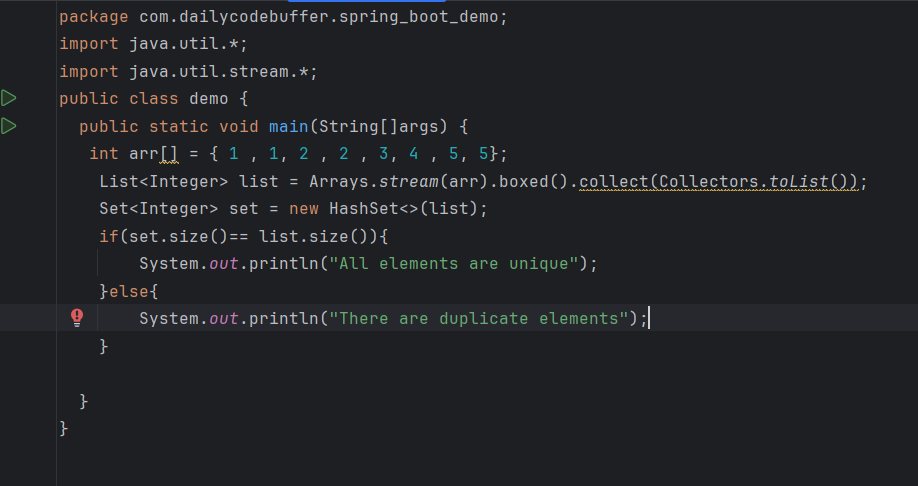 package com.dailycodebuffer.spring_boot_demo;
import java.util.*;
import java.util.stream.*;
public class demo {
public static void main(String[]args) {
int arr[] = { 1 , 1, 2 , 2 , 3, 4 , 5, 5};
List<Integer> list = Arrays.stream(arr).boxed().collect(Collectors.toList());
Set<Integer> set = new HashSet<>(list);
if(set.size()== list.size()){
System.out.println("All elements are unique");
}else{
System.out.println("There are duplicate elements");
}
}
}